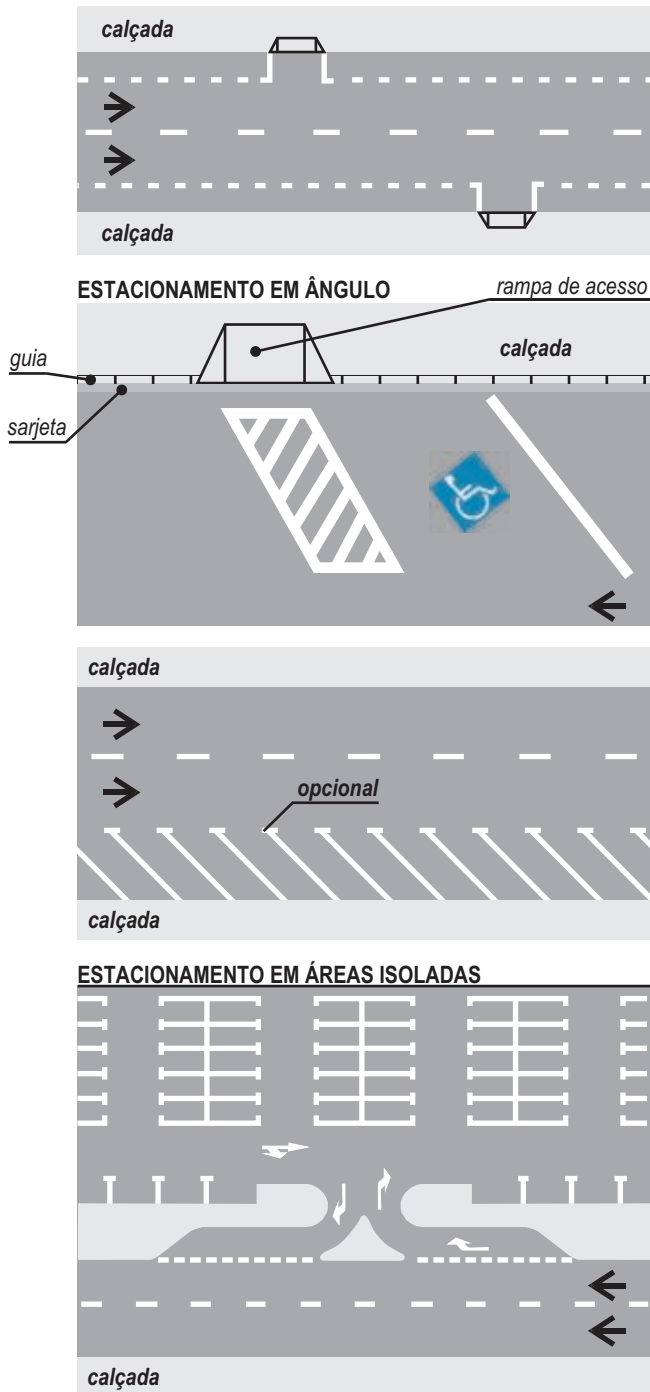 calçada
calçada
ESTACIONAMENTO EM ÂNGULO
rampa de acesso
calçada
guia
sarjeta
calçada
opcional
calçada
ESTACIONAMENTO EM ÁREAS ISOLADAS
calçada